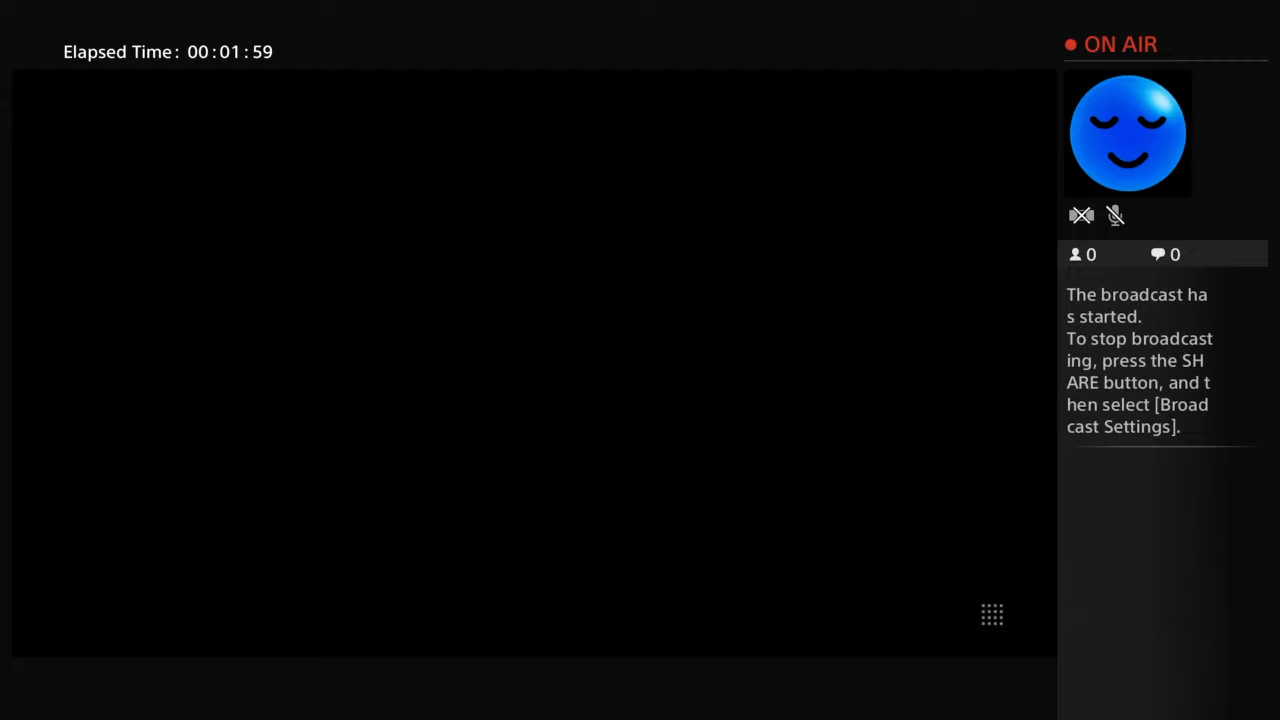 Elapsed Time: 00:01:59
ON AIR
0 0
The broadcast ha
s started.
To stop broadcast
ing, press the SH
ARE button, and t
hen select [Broad
cast Settings].